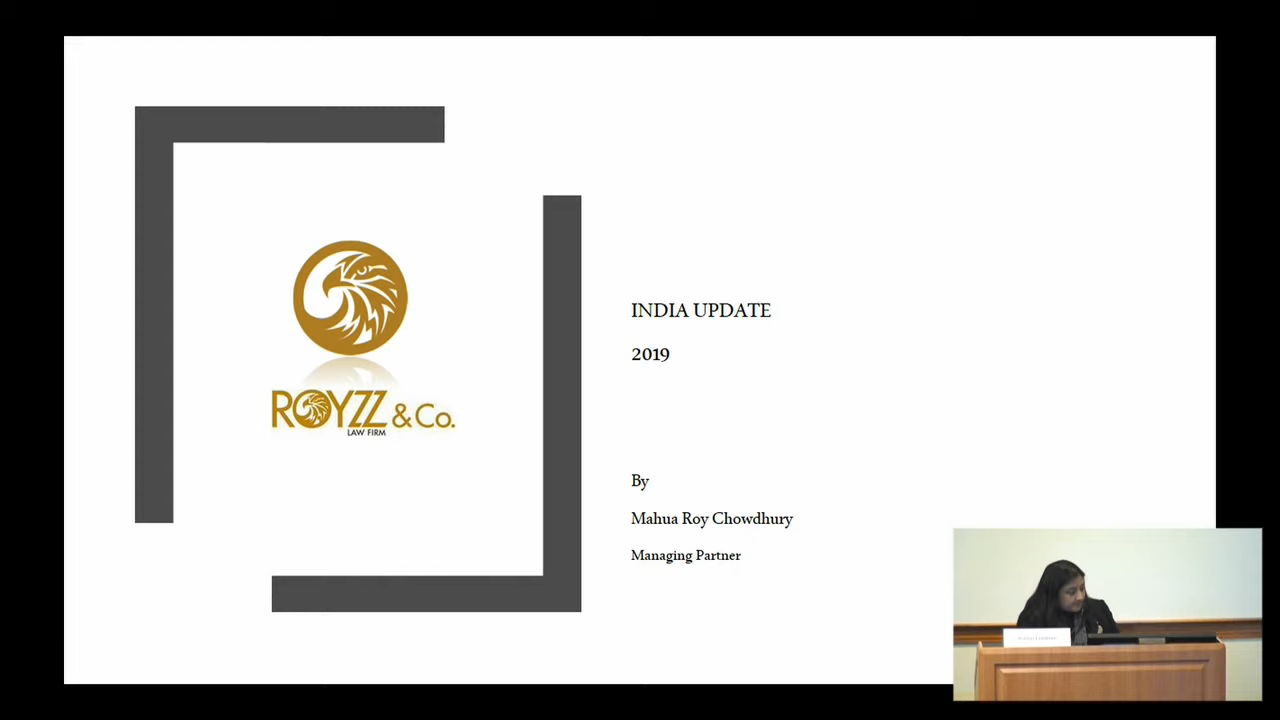 ROYZZ & Co.
LAW FIRM
INDIA UPDATE
2019
By
Mahua Roy Chowdhury
Managing Partner